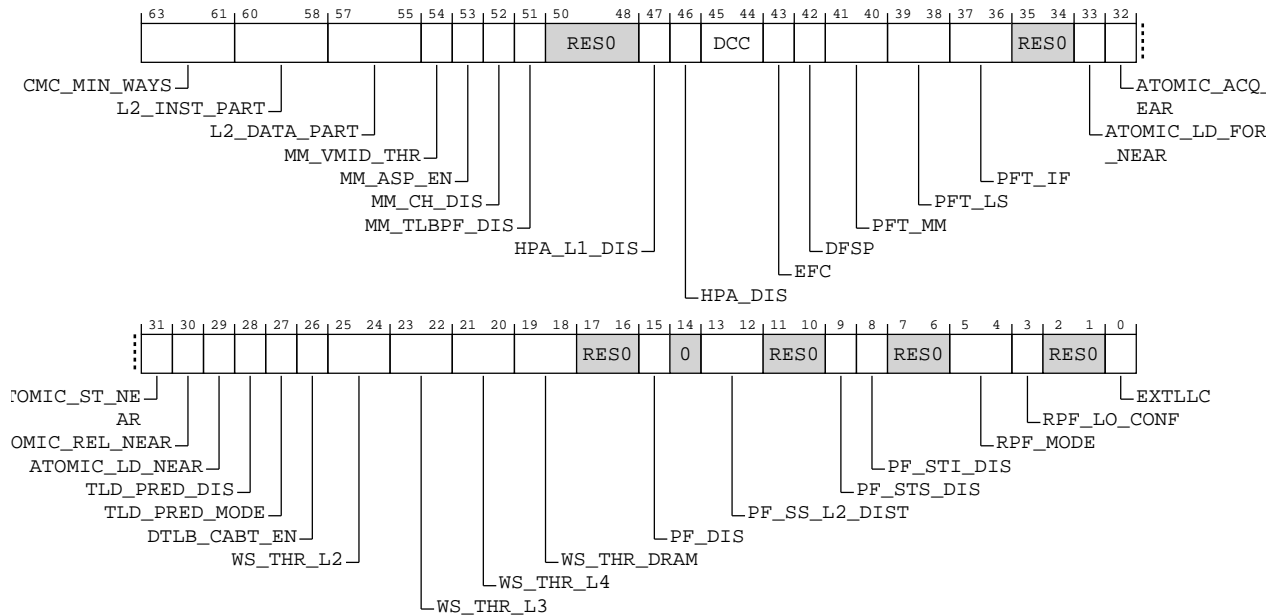 63 61 60 58 57 55 54 53 52 51 50 48 47 46 45 44 43 42 41 40 39 38 37 36 35 34 33 32
RES0 DCC RES0
CMC_MIN_WAYS ATOMIC_ACQ_
EAR
L2_INST_PART
L2_DATA_PART ATOMIC_LD_FOR
_NEAR
MM_VMID_THR
MM_ASP_EN PFT_IF
MM_CH_DIS PFT_LS
MM_TLBPF_DIS PFT_MM
HPA_L1_DIS DFSP
EFC
HPA_DIS
31 30 29 28 27 26 25 24 23 22 21 20 19 18 17 16 15 14 13 12 11 10 9 8 7 6 5 4 3 2 1 0
RES0 0 RES0 RES0 RES0
TOMIC_ST_NE EXTLLC
AR RPF_LO_CONF
OMIC_REL_NEAR RPF_MODE
ATOMIC_LD_NEAR PF_STI_DIS
TLD_PRED_DIS PF_STS_DIS
TLD_PRED_MODE PF_SS_L2_DIST
DTLB_CABT_EN PF_DIS
WS_THR_L2 WS_THR_DRAM
WS_THR_L4
WS_THR_L3